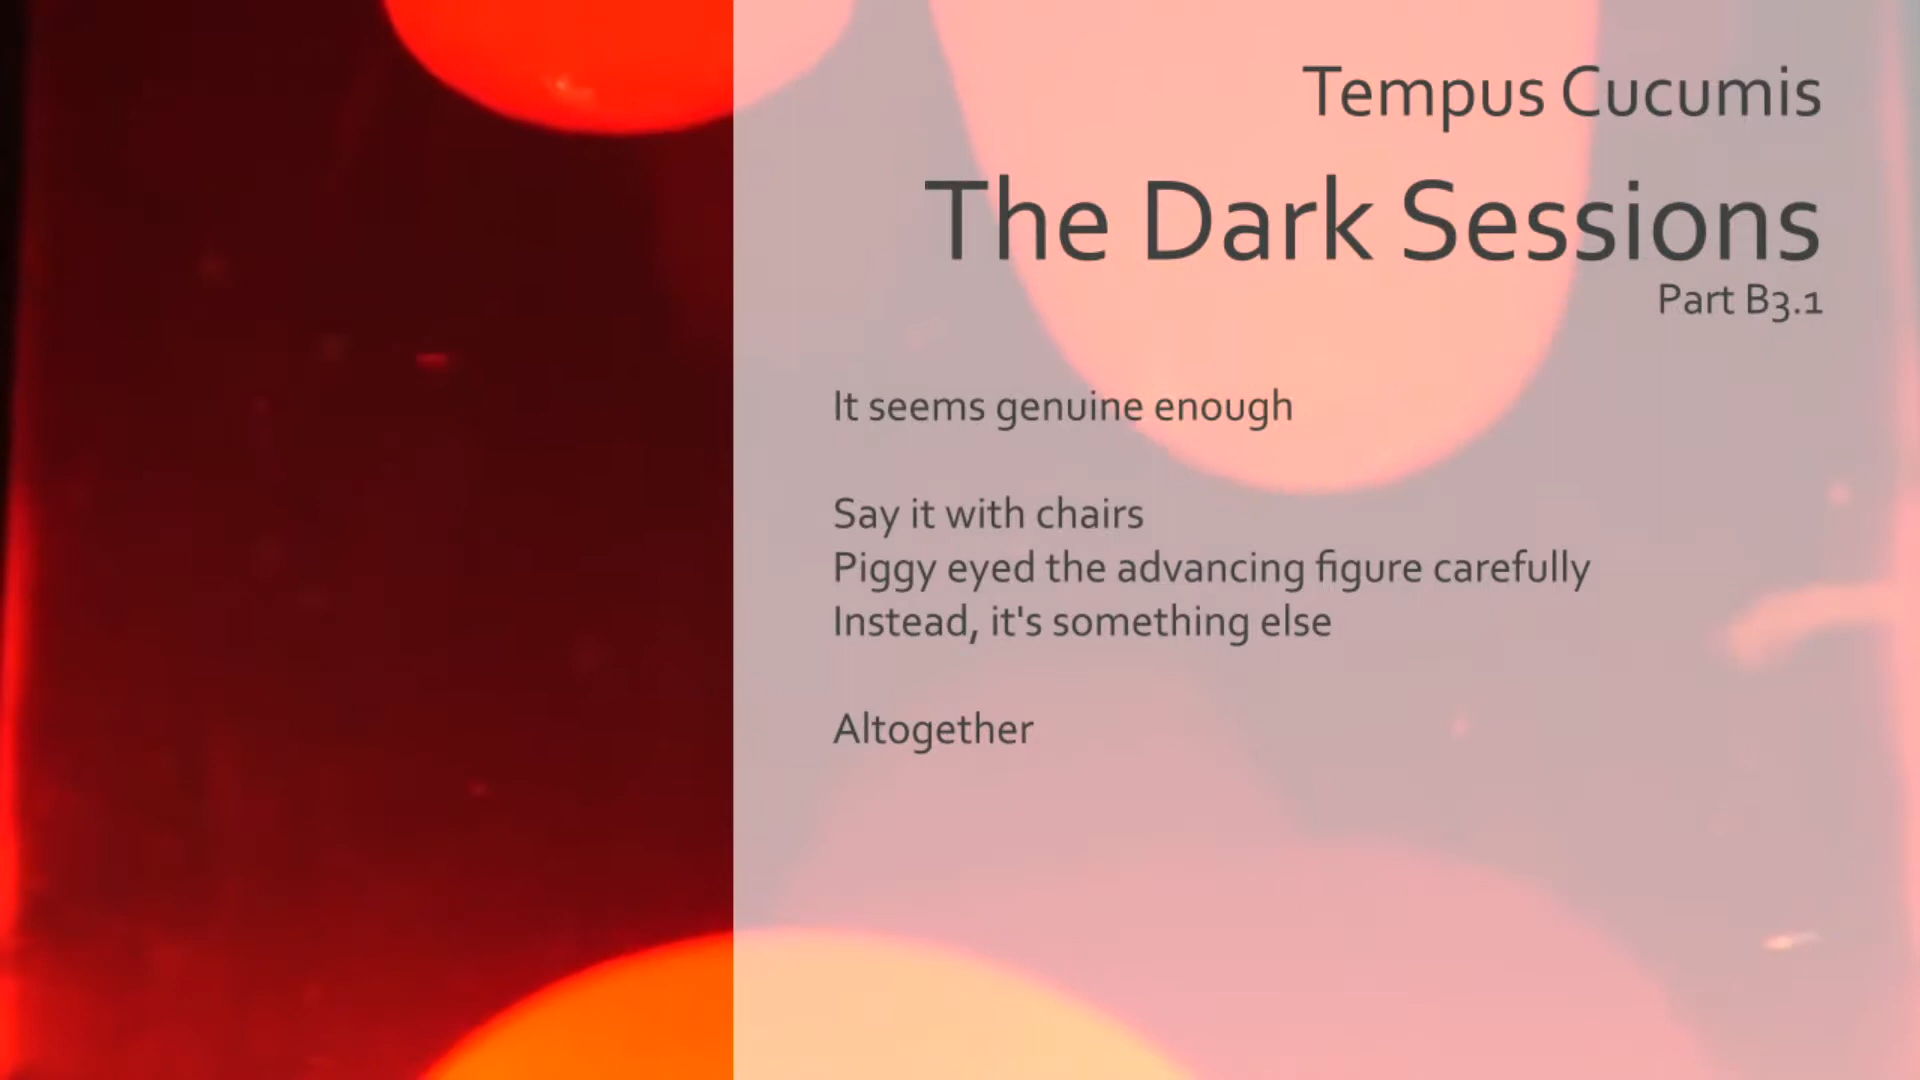 Tempus Cucumis
The Dark Sessions
Part B3.1
It seems genuine enough
Say it with chairs
Piggy eyed the advancing figure carefully
Instead, it's something else
Altogether